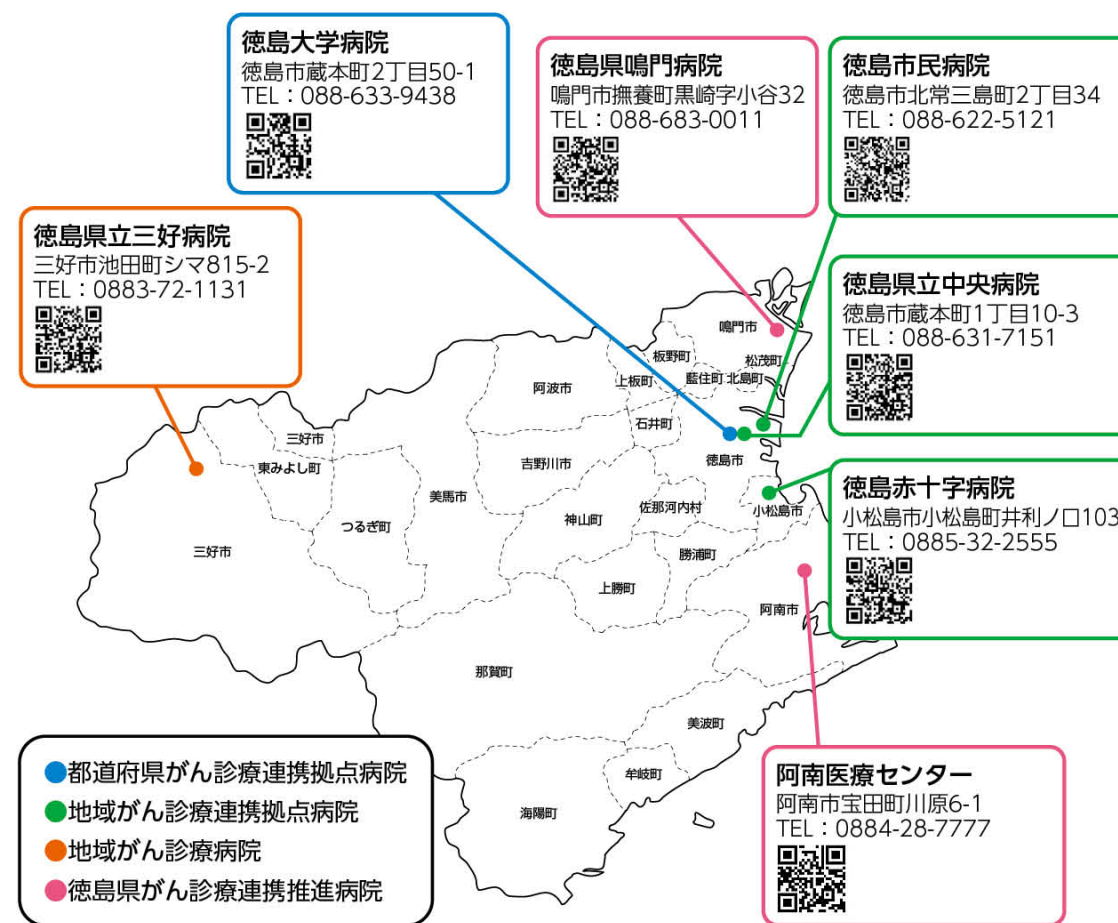 徳島大学病院
徳島市蔵本町2丁目50-1
TEL：088-633-9438
徳島県鳴門病院
鳴門市撫養町黒崎字小谷32
TEL：088-683-0011
徳島市民病院
徳島市北常三島町2丁目34
TEL：088-622-5121
徳島県立三好病院
三好市池田町シマ815-2
TEL：0883-72-1131
徳島県立中央病院
徳島市蔵本町1丁目10-3
TEL：088-631-7151
徳島赤十字病院
小松島市小松島町井利ノ口103
TEL：0885-32-2555
鳴門市
松茂町
板野町
上板町
藍住町
北島町
阿波市
石井町
三好市
東みよし町
吉野川市
徳島市
美馬市
佐那河内村
小松島市
つるぎ町
神山町
三好市
勝浦町
上勝町
阿南市
那賀町
美波町
牟岐町
海陽町
阿南医療センター
阿南市宝田町川原6-1
TEL：0884-28-7777
●都道府県がん診療連携拠点病院
●地域がん診療連携拠点病院
●地域がん診療病院
●徳島県がん診療連携推進病院